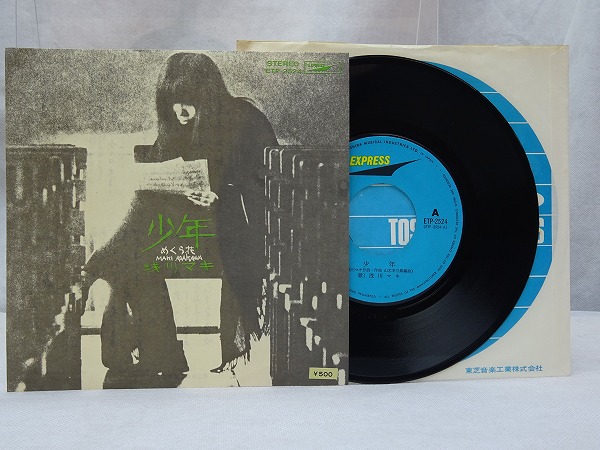 STEREO
ETP-2524
少年
めくら花
MAKI ASAKAWA
浅川マキ
¥500
EXPRESS
A
ETP-2524
TOS
S
少年
歌:浅川マキ
東芝音楽工業株式会社